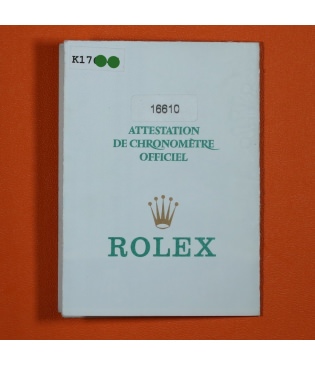 K17
16610
ATTESTATION
DE CHRONOMÈTRE
OFFICIEL
ROLEX